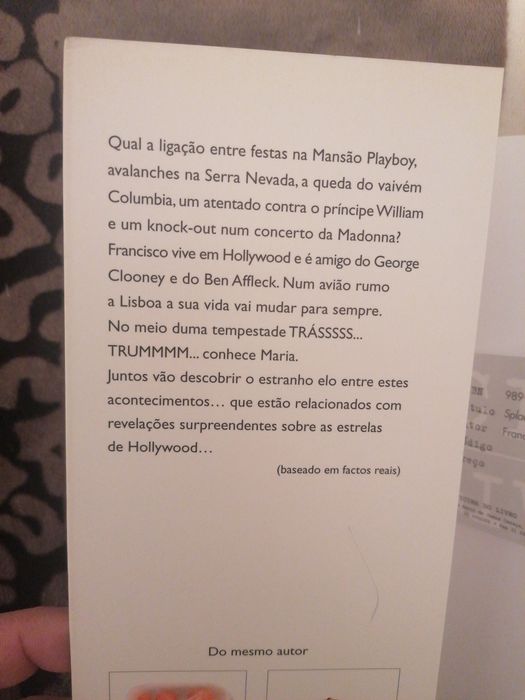 Qual a ligação entre festas na Mansão Playboy,
avalanches na Serra Nevada, a queda do vaivém
Columbia, um atentado contra o príncipe William
e um knock-out num concerto da Madonna?
Francisco vive em Hollywood e é amigo do George
Clooney e do Ben Affleck. Num avião rumo
a Lisboa a sua vida vai mudar para sempre.
No meio duma tempestade TRÁSSSSS...
TRUMMMM... conhece Maria.
Juntos vão descobrir o estranho elo entre estes
acontecimentos... que estão relacionados com
revelações surpreendentes sobre as estrelas
de Hollywood...
(baseado em factos reais)
Do mesmo autor
989